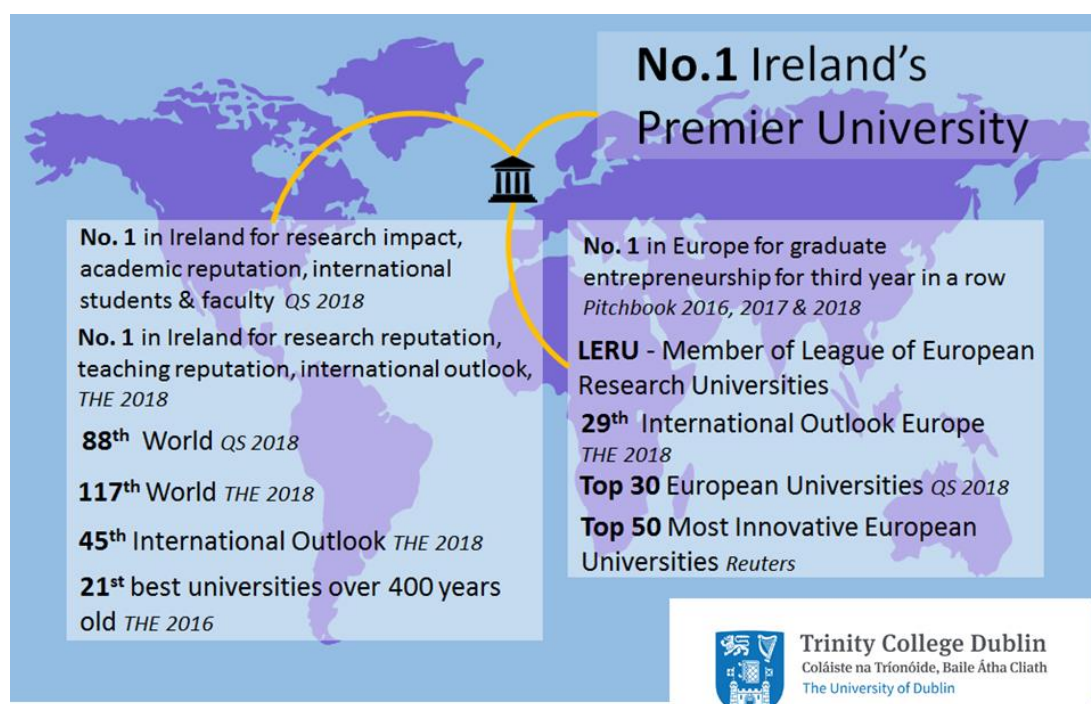 No.1 Ireland's
Premier University
No. 1 in Ireland for research impact,
academic reputation, international
students & faculty QS 2018
No. 1 in Ireland for research reputation,
teaching reputation, international outlook,
THE 2018
88th World QS 2018
117th World THE 2018
45th International Outlook THE 2018
21st best universities over 400 years
old THE 2016
No. 1 in Europe for graduate
entrepreneurship for third year in a row
Pitchbook 2016, 2017 & 2018
LERU - Member of League of European
Research Universities
29th International Outlook Europe
THE 2018
Top 30 European Universities QS 2018
Top 50 Most Innovative European
Universities Reuters
Trinity College Dublin
Coláiste na Tríonóide, Baile Átha Cliath
The University of Dublin